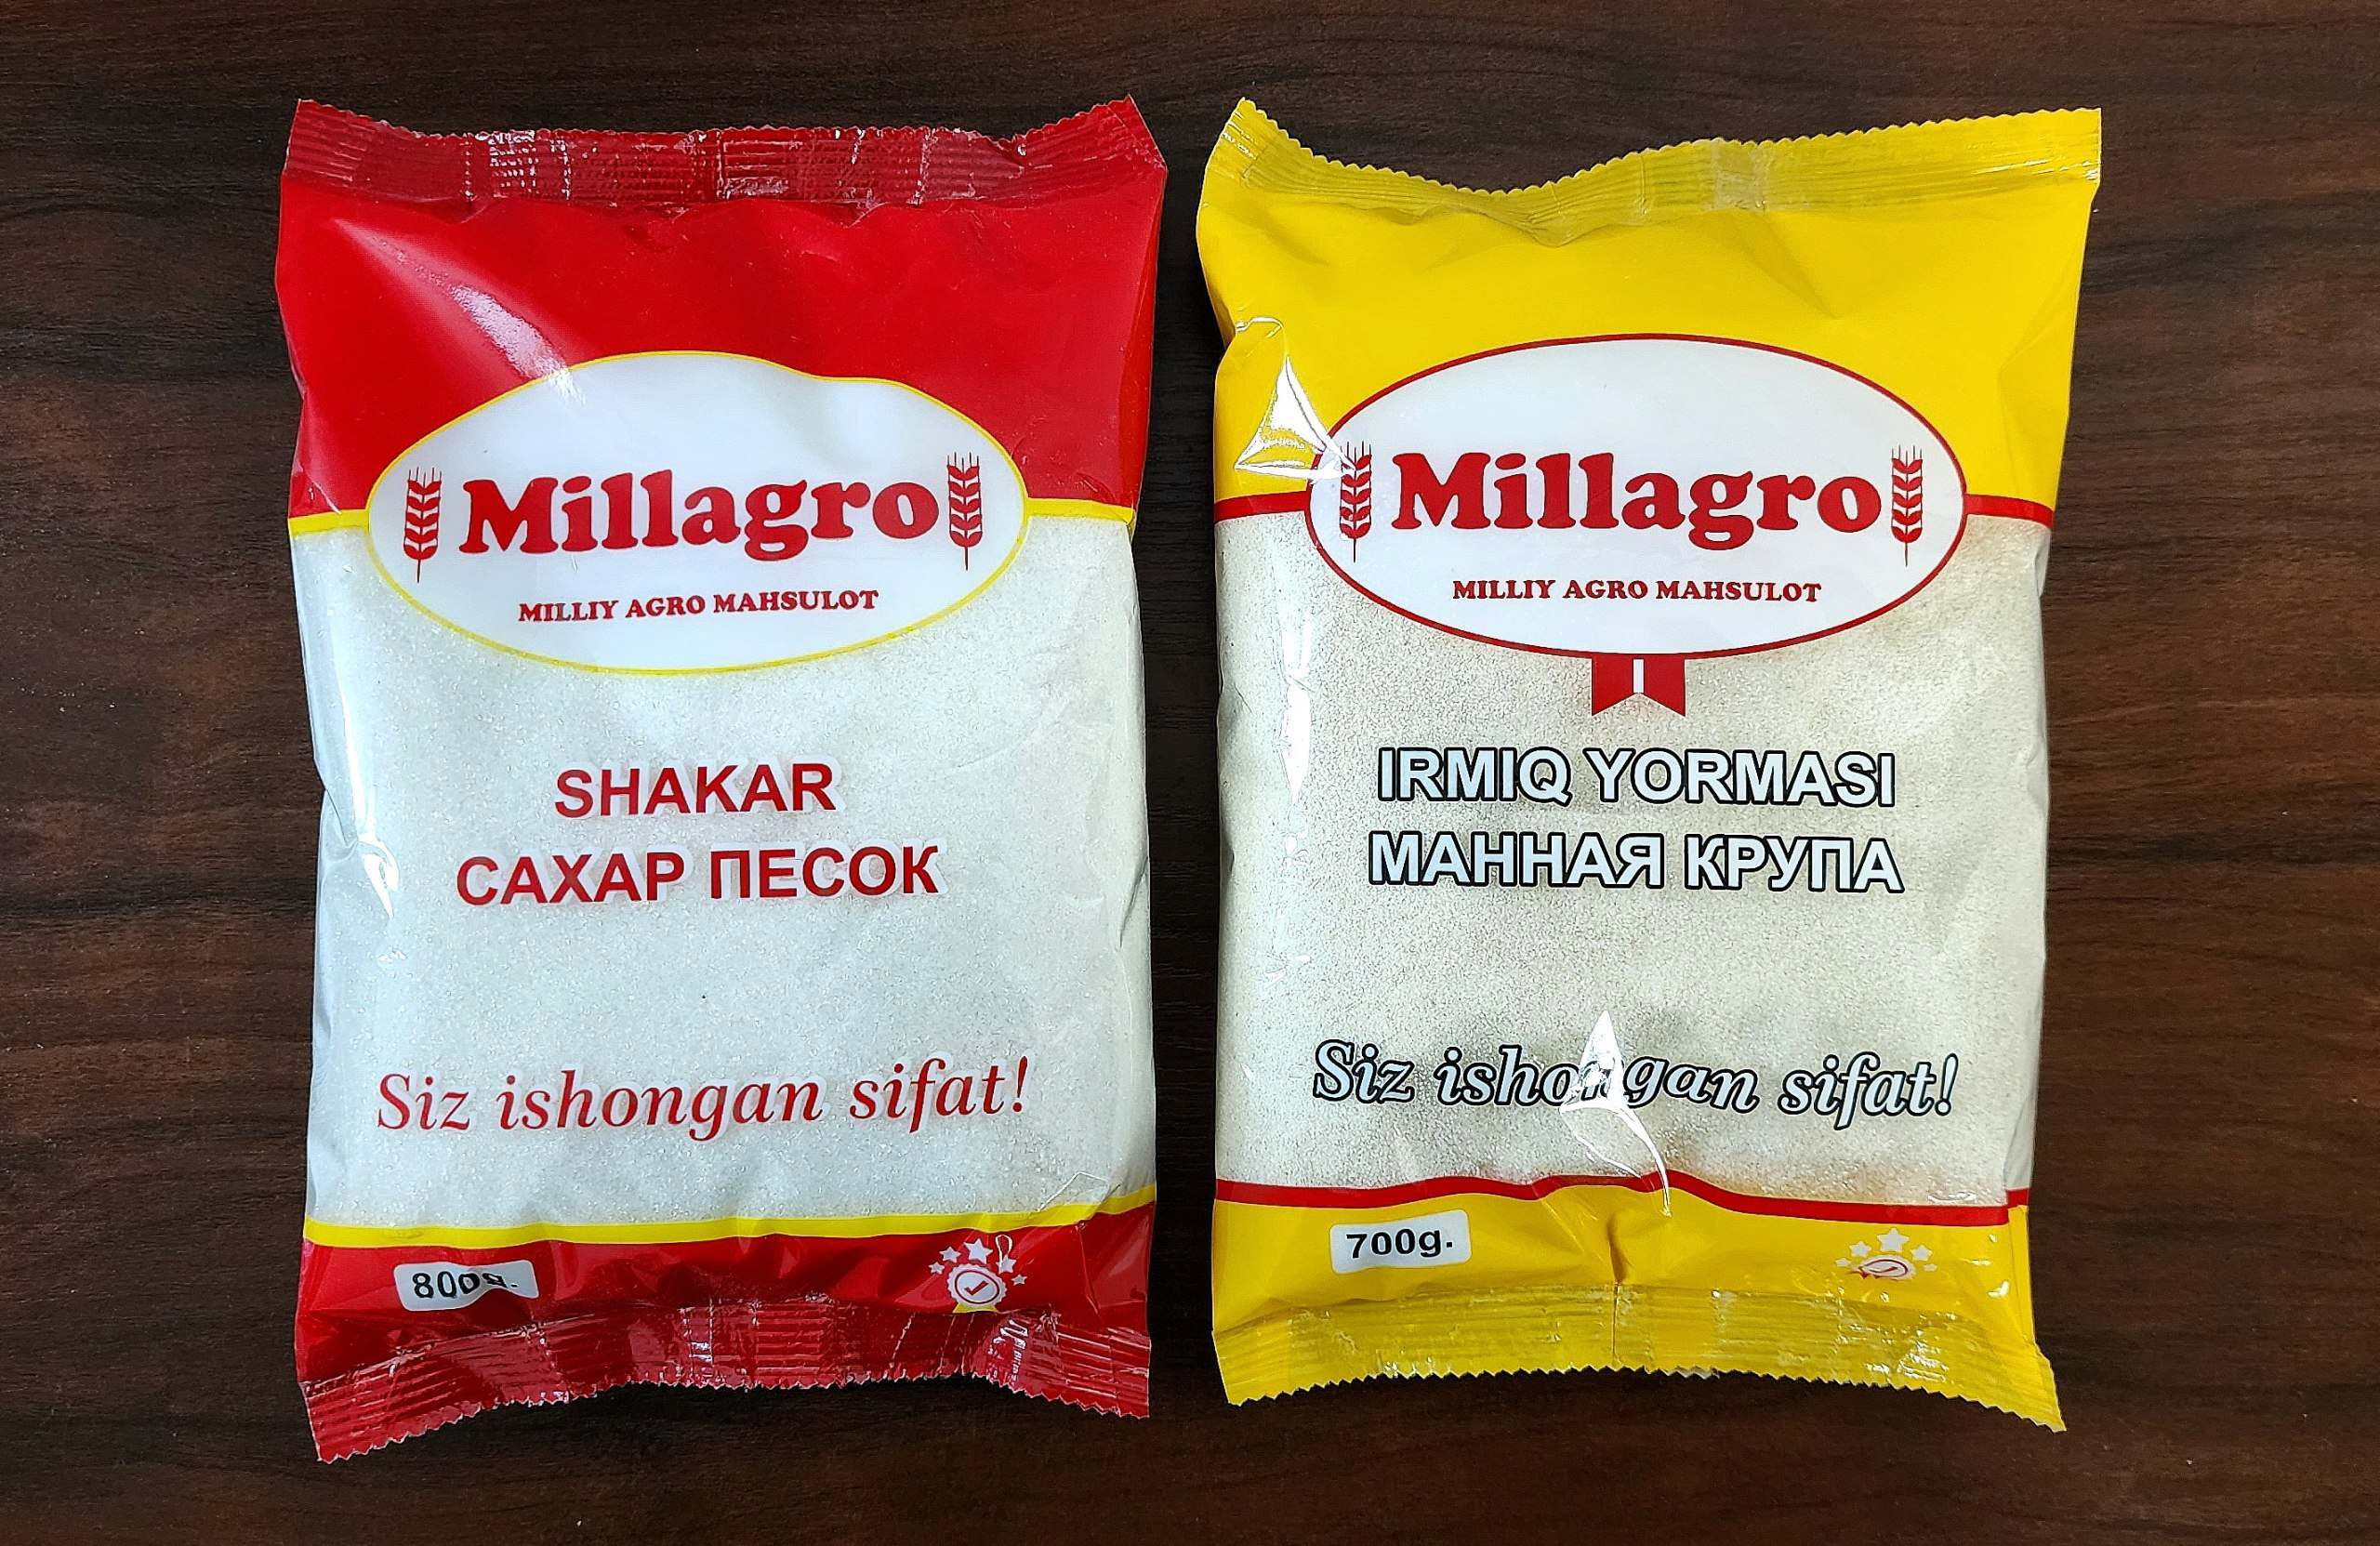 Millagro
MILLIY AGRO MAHSULOT
SHAKAR
САХАР ПЕСОК
Siz ishongan sifat!
800g.
Millagro
MILLIY AGRO MAHSULOT
IRMIQ YORMASI
МАННАЯ КРУПА
Siz ishongan sifat!
700g.